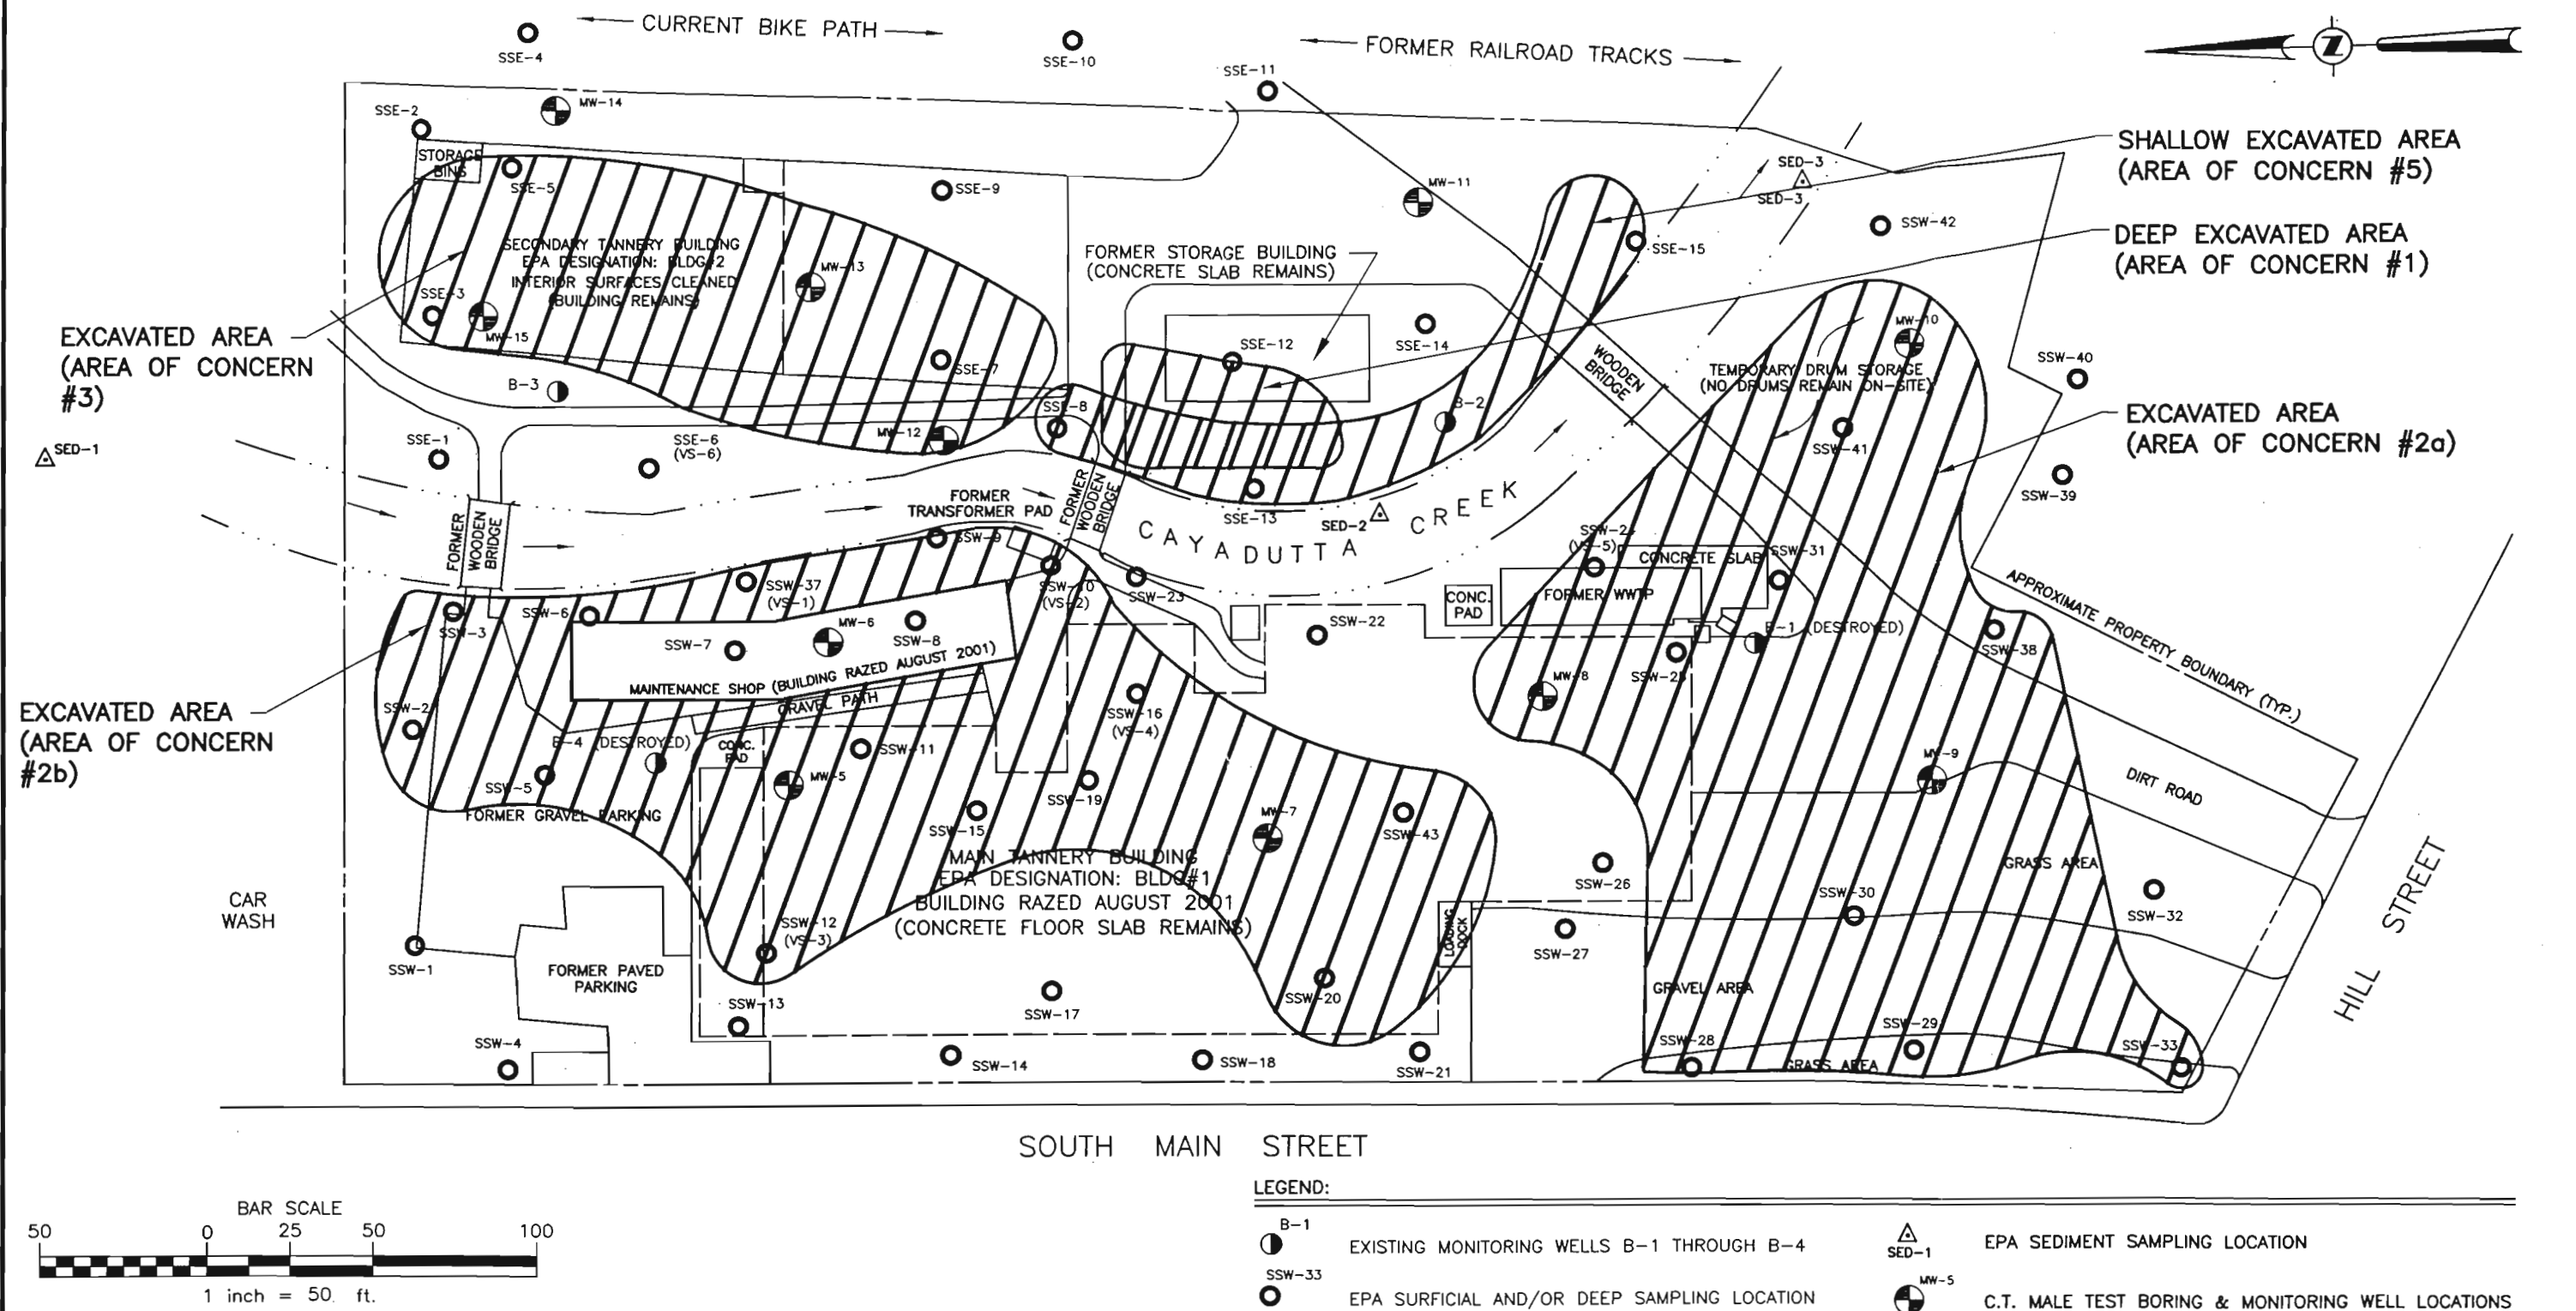 CURRENT BIKE PATH
FORMER RAILROAD TRACKS
Z
SSE-4
SSE-10
SSE-11
SSE-2
MW-14
STORAGE
BINS
SSE-5
SSE-9
MW-11
SED-3
SED-3
SHALLOW EXCAVATED AREA
(AREA OF CONCERN #5)
SSW-42
SSE-15
DEEP EXCAVATED AREA
(AREA OF CONCERN #1)
SECONDARY TANNERY BUILDING
EPA DESIGNATION: BLDG#2
INTERIOR SURFACES CLEANED
(BUILDING REMAINS)
MW-13
FORMER STORAGE BUILDING
(CONCRETE SLAB REMAINS)
SSE-3
MW-15
EXCAVATED AREA
(AREA OF CONCERN
#3)
SSE-7
SSE-12
SSE-14
WOODEN
BRIDGE
MW-10
TEMPORARY DRUM STORAGE
(NO DRUMS REMAIN ON-SITE)
SSW-40
B-3
SSE-8
B-2
EXCAVATED AREA
(AREA OF CONCERN #2a)
SSE-1
SED-1
SSE-6
(VS-6)
MW-12
SSW-41
SSW-39
FORMER
WOODEN
BRIDGE
FORMER
TRANSFORMER PAD
FORMER
WOODEN
BRIDGE
SSE-13
SED-2
CAYADUTTA CREEK
SSW-9
SSW-24
(VS-5)
CONCRETE SLAB
SSW-31
FORMER WWTP
CONC.
PAD
SSW-37
(VS-1)
SSW-10
(VS-2)
SSW-23
SSW-3
SSW-6
MW-6
SSW-8
SSW-7
SSW-22
B-1 (DESTROYED)
SSW-38
APPROXIMATE PROPERTY BOUNDARY (TYP.)
MAINTENANCE SHOP (BUILDING RAZED AUGUST 2001)
GRAVEL PATH
SSW-25
MW-8
EXCAVATED AREA
(AREA OF CONCERN
#2b)
SSW-2
B-4 (DESTROYED)
CONC.
PAD
SSW-11
SSW-16
(VS-4)
MW-9
DIRT ROAD
SSW-5
MW-5
FORMER GRAVEL PARKING
SSW-15
SSW-19
MW-7
SSW-43
MAIN TANNERY BUILDING
EPA DESIGNATION: BLDG#1
BUILDING RAZED AUGUST 2001
(CONCRETE FLOOR SLAB REMAINS)
SSW-26
GRASS AREA
SSW-30
SSW-32
CAR
WASH
SSW-12
(VS-3)
LOADING
DOCK
SSW-27
SSW-1
FORMER PAVED
PARKING
SSW-13
SSW-17
SSW-20
GRAVEL AREA
HILL STREET
SSW-4
SSW-14
SSW-18
SSW-21
SSW-28
SSW-29
GRASS AREA
SSW-33
SOUTH MAIN STREET
BAR SCALE
50 0 25 50 100
1 inch = 50. ft.
LEGEND:
B-1
EXISTING MONITORING WELLS B-1 THROUGH B-4
SED-1
EPA SEDIMENT SAMPLING LOCATION
SSW-33
EPA SURFICIAL AND/OR DEEP SAMPLING LOCATION
MW-5
C.T. MALE TEST BORING & MONITORING WELL LOCATIONS